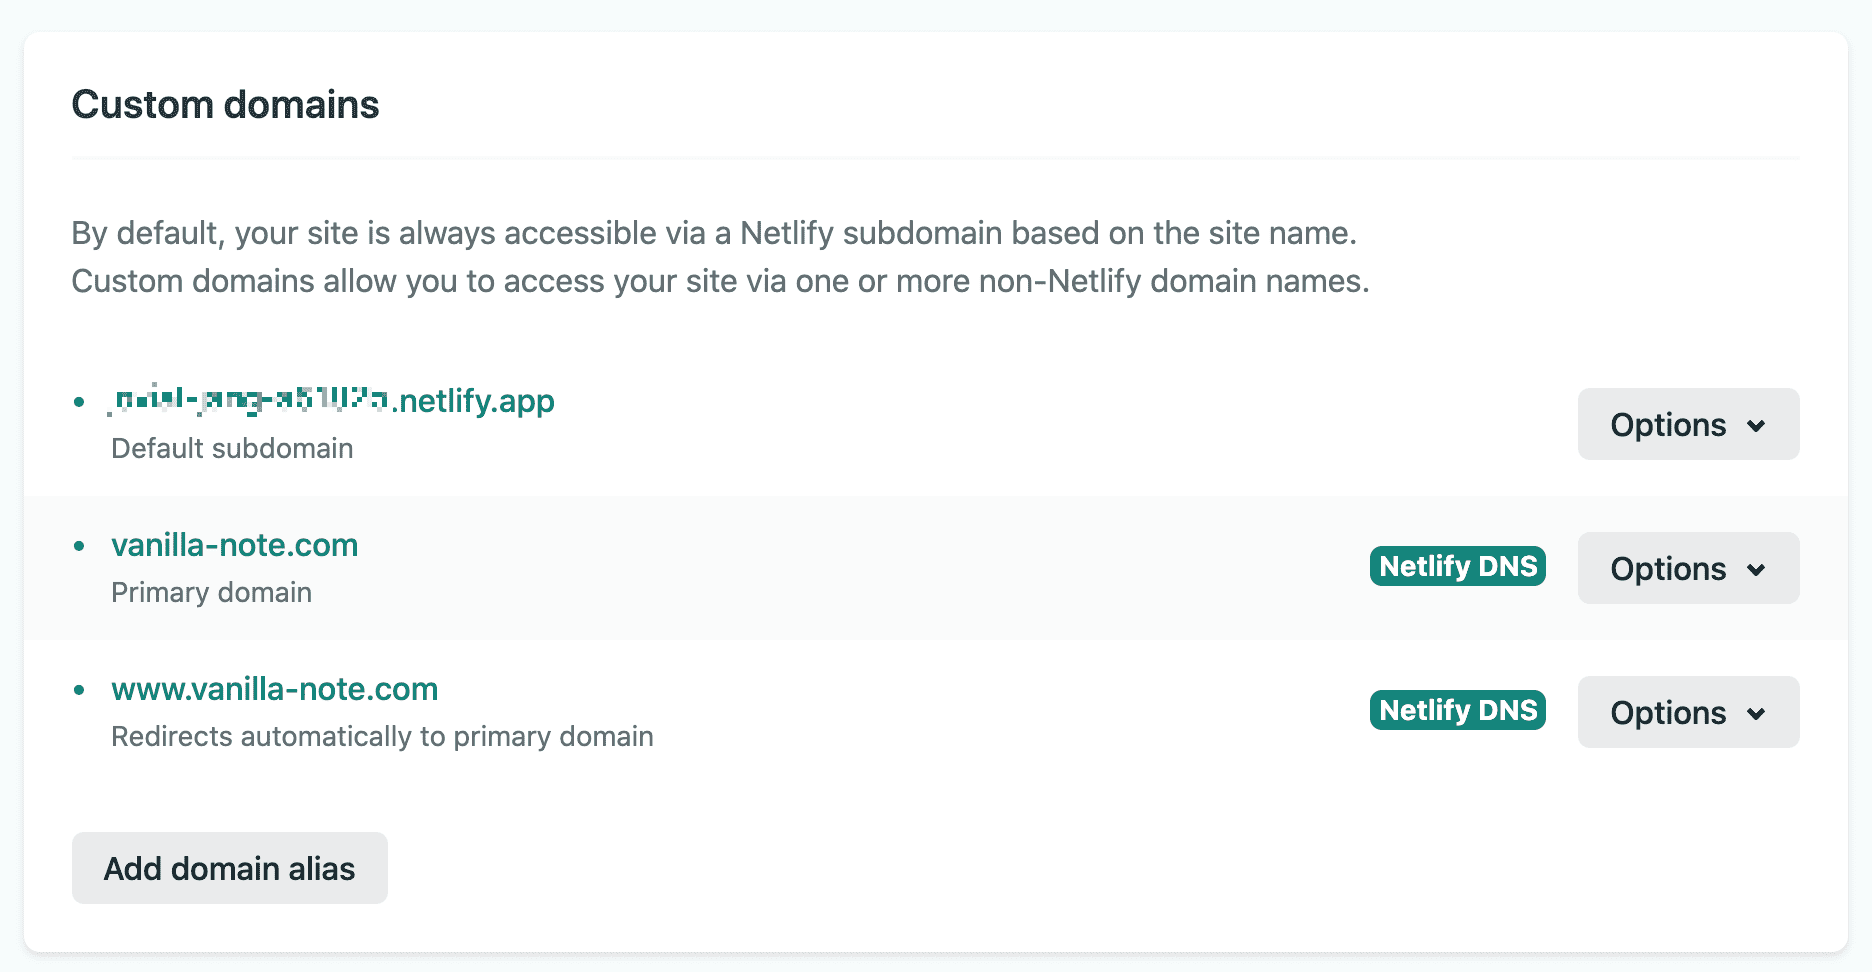 Custom domains
By default, your site is always accessible via a Netlify subdomain based on the site name.
Custom domains allow you to access your site via one or more non-Netlify domain names.
.netlify.app
Default subdomain
Options
vanilla-note.com
Primary domain
Netlify DNS
Options
www.vanilla-note.com
Redirects automatically to primary domain
Netlify DNS
Options
Add domain alias